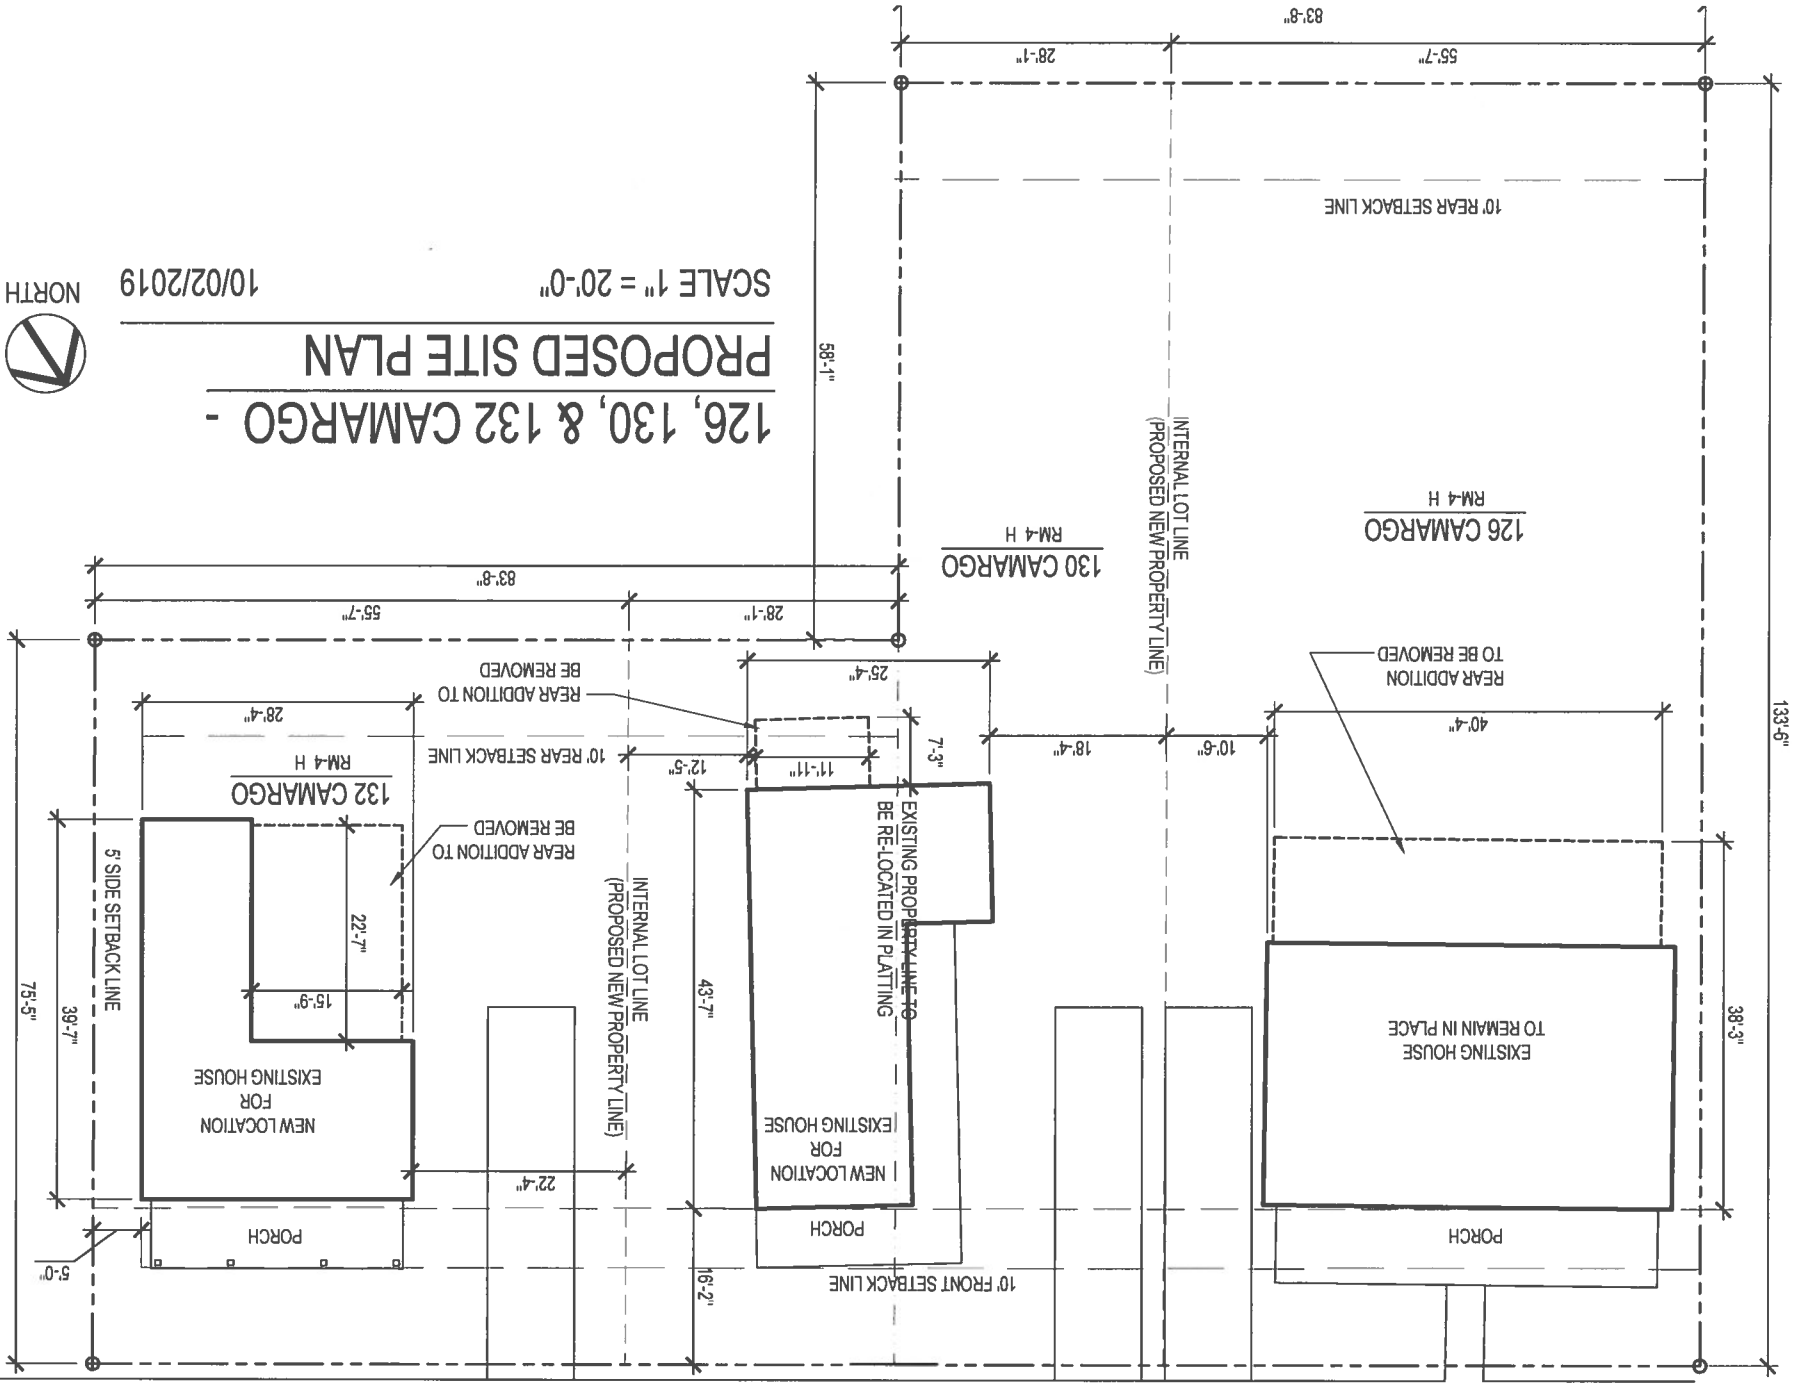 5'-0"
PORCH
10' FRONT SETBACK LINE
16'-2"
PORCH
PORCH
NEW LOCATION
FOR
EXISTING HOUSE
22'-4"
NEW LOCATION
FOR
EXISTING HOUSE
EXISTING HOUSE
TO REMAIN IN PLACE
38'-3"
75'-5"
39'-7"
5' SIDE SETBACK LINE
15'-9"
22'-7"
INTERNAL LOT LINE
(PROPOSED NEW PROPERTY LINE)
43'-7"
EXISTING PROPERTY LINE TO
BE RE-LOCATED IN PLATTING
REAR ADDITION TO
BE REMOVED
132 CAMARGO
RM-4 H
10' REAR SETBACK LINE
28'-4"
12'-5"
11'-11"
7'-3"
18'-4"
10'-6"
40'-4"
133'-6"
REAR ADDITION TO
BE REMOVED
25'-4"
REAR ADDITION
TO BE REMOVED
55'-7"
28'-1"
83'-8"
130 CAMARGO
RM-4 H
126 CAMARGO
RM-4 H
INTERNAL LOT LINE
(PROPOSED NEW PROPERTY LINE)
58'-1"
126, 130, & 132 CAMARGO -
PROPOSED SITE PLAN
SCALE 1" = 20'-0"
10/02/2019
NORTH
10' REAR SETBACK LINE
55'-7"
28'-1"
83'-8"